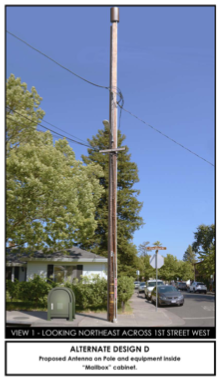 VIEW 1 - LOOKING NORTHEAST ACROSS 1ST STREET WEST
ALTERNATE DESIGN D
Proposed Antenna on Pole and equipment inside
"Mailbox" cabinet.